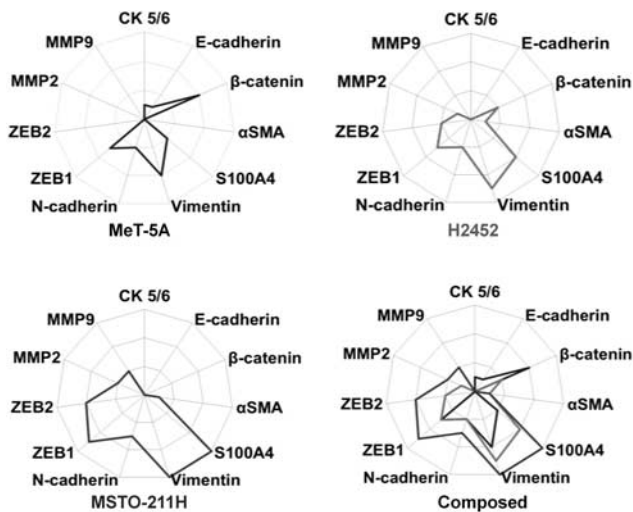 CK 5/6
MMP9
E-cadherin
MMP2
β-catenin
ZEB2
αSMA
ZEB1
S100A4
N-cadherin
Vimentin
MeT-5A
CK 5/6
MMP9
E-cadherin
MMP2
β-catenin
ZEB2
αSMA
ZEB1
S100A4
N-cadherin
Vimentin
H2452
CK 5/6
MMP9
E-cadherin
MMP2
β-catenin
ZEB2
αSMA
ZEB1
S100A4
N-cadherin
Vimentin
MSTO-211H
CK 5/6
MMP9
E-cadherin
MMP2
β-catenin
ZEB2
αSMA
ZEB1
S100A4
N-cadherin
Vimentin
Composed